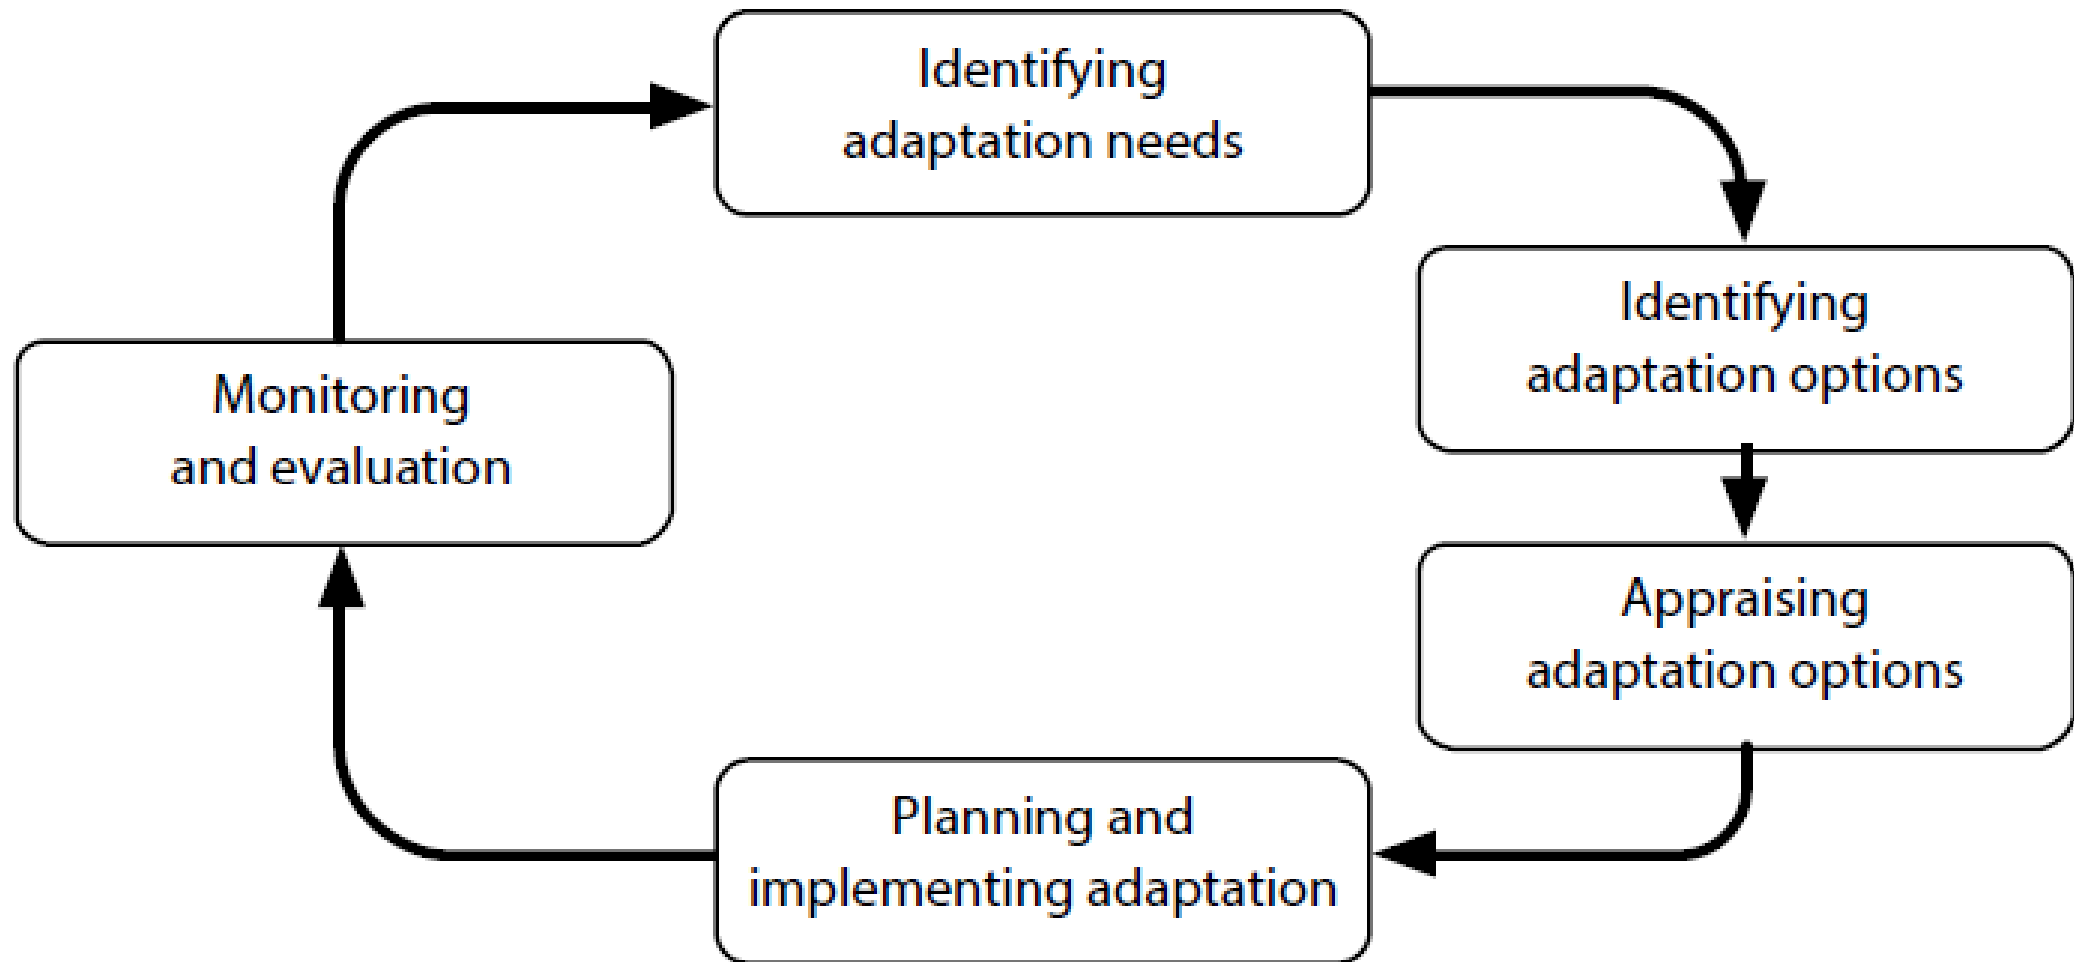 Identifying
adaptation needs
Identifying
adaptation options
Monitoring
and evaluation
Appraising
adaptation options
Planning and
implementing adaptation